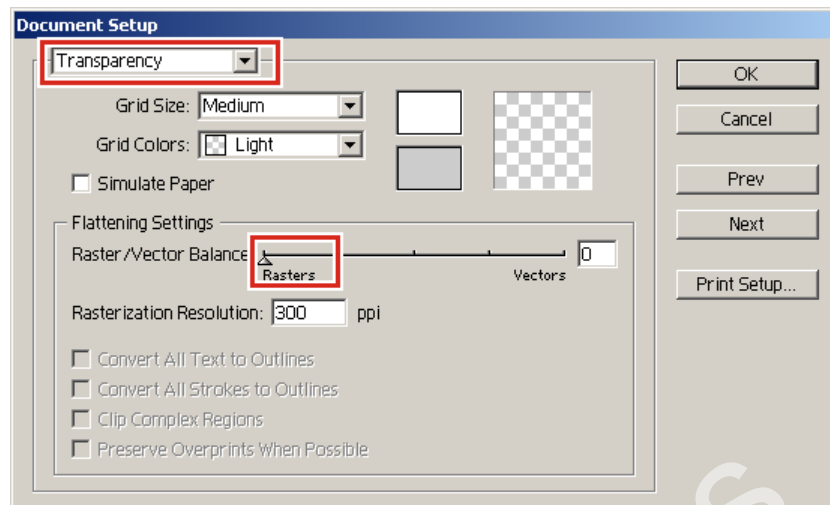 Document Setup
Transparency
OK
Grid Size: Medium
Cancel
Grid Colors: Light
Simulate Paper
Prev
Flattening Settings
Next
Raster/Vector Balance 0
Rasters Vectors
Print Setup...
Rasterization Resolution: 300 ppi
Convert All Text to Outlines
Convert All Strokes to Outlines
Clip Complex Regions
Preserve Overprints When Possible